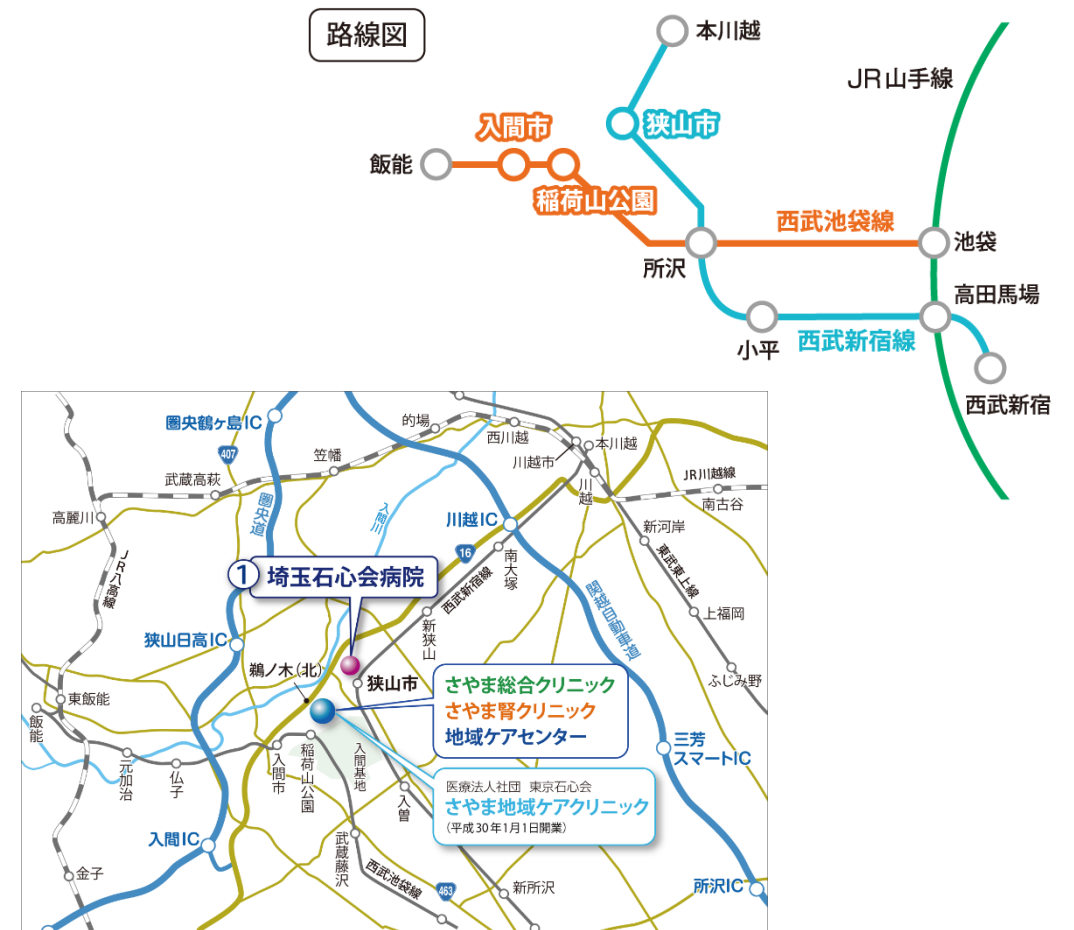 路線図
本川越
JR山手線
狭山市
入間市
飯能
稲荷山公園
西武池袋線
池袋
所沢
高田馬場
小平
西武新宿線
西武新宿
圏央鶴ヶ島IC
的場
西川越
本川越
407
笠幡
川越市
武蔵高萩
川越
JR川越線
南古谷
圏央道
入間川
高麗川
川越IC
新河岸
16
南大塚
東武東上線
JR八高線
① 埼玉石心会病院
西武新宿線
関越自動車道
上福岡
新狭山
狭山日高IC
鵜ノ木(北)
狭山市
ふじみ野
さやま総合クリニック
さやま腎クリニック
地域ケアセンター
東飯能
飯能
元加治
仏子
入間市
稲荷山公園
入間基地
三芳
スマートIC
医療法人社団 東京石心会
さやま地域ケアクリニック
(平成30年1月1日開業)
入曽
入間IC
武蔵藤沢
西武池袋線
金子
463
新所沢
所沢IC